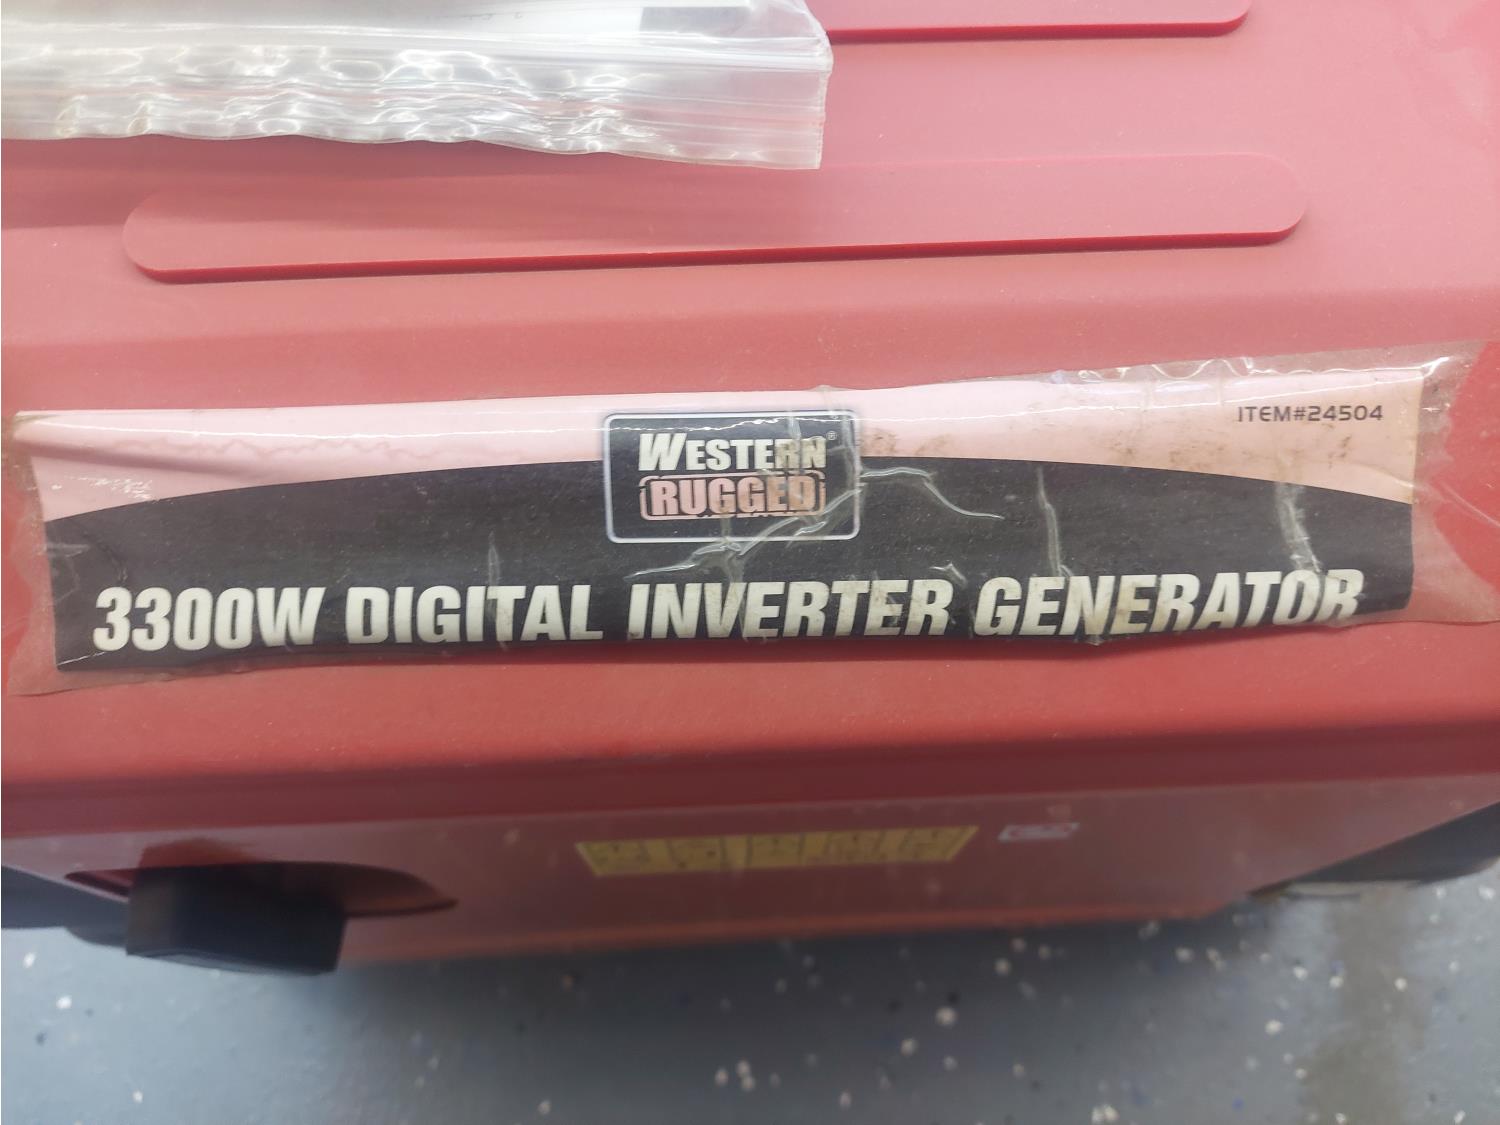 ITEM#24504
WESTERN®
RUGGED
3300W DIGITAL INVERTER GENERATOR